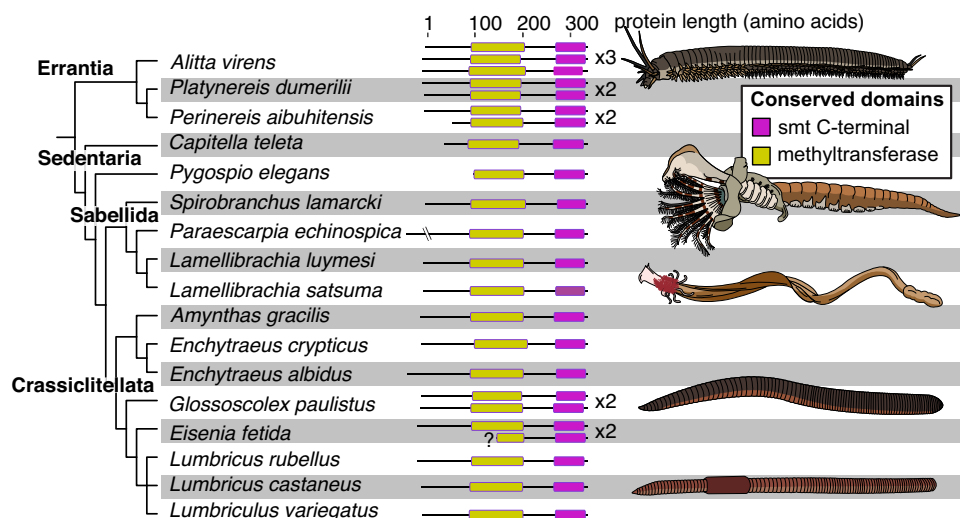 1 100 200 300 protein length (amino acids)
Errantia
Alitta virens x3
Platynereis dumerilii x2
Perinereis aibuhitensis x2
Conserved domains
smt C-terminal
methyltransferase
Capitella teleta
Sedentaria
Pygospio elegans
Spirobranchus lamarcki
Sabellida
Paraescarpia echinospica
Lamellibrachia luymesi
Lamellibrachia satsuma
Amynthas gracilis
Enchytraeus crypticus
Enchytraeus albidus
Crassiclitellata
Glossoscolex paulistus x2
Eisenia fetida x2
?
Lumbricus rubellus
Lumbricus castaneus
Lumbriculus variegatus